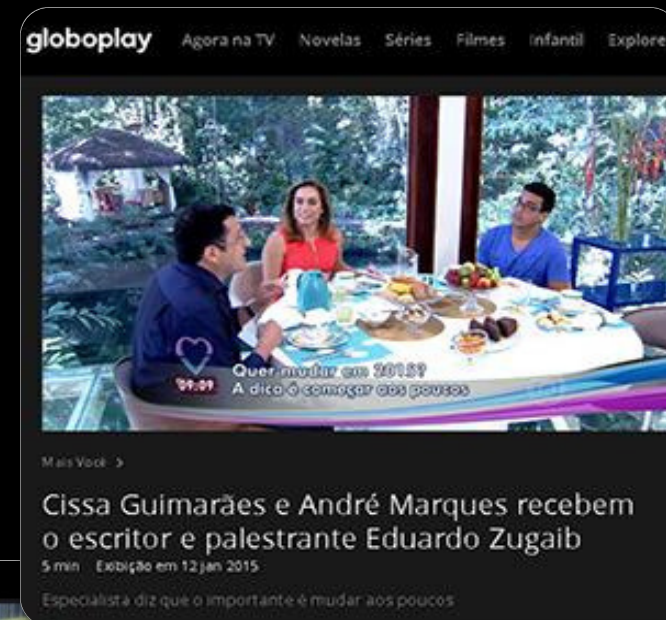 globoplay Agora na TV Novelas Séries Filmes Infantil Explore
Quer mudar em 2015?
09:09 A dica é começar aos poucos
Mais Você >
Cissa Guimarães e André Marques recebem
o escritor e palestrante Eduardo Zugaib
5 min Exibição em 12 jan 2015
Especialista diz que o importante é mudar aos poucos